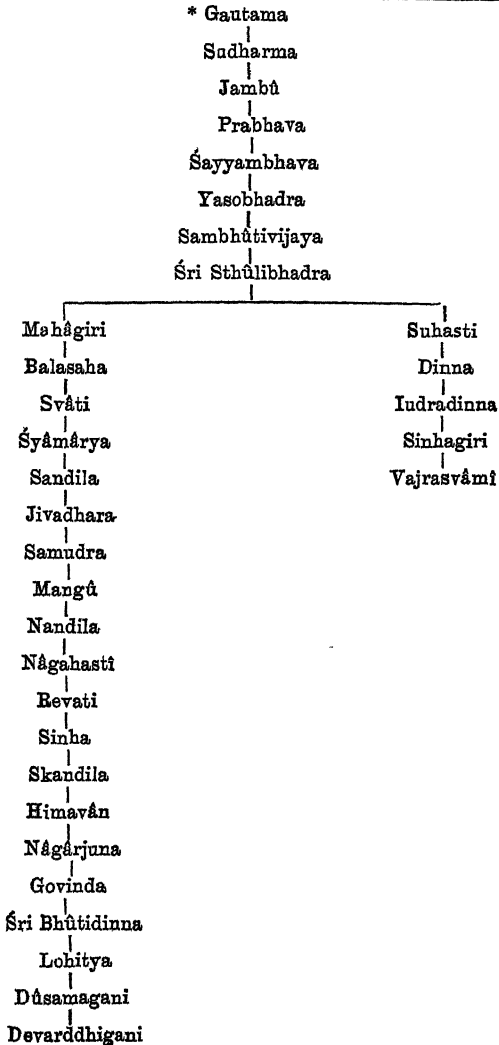 * Gautama
Sudharma
Jambû
Prabhava
Śayyambhava
Yasobhadra
Sambhûtivijaya
Śri Sthûlibhadra
Mahâgiri
Balasaha
Svâti
Śyâmârya
Sandila
Jivadhara
Samudra
Mangû
Nandila
Nâgahastî
Revati
Sinha
Skandila
Himavân
Nâgârjuna
Govinda
Śri Bhûtidinna
Lohitya
Dûsamagani
Devarddhigani
Suhasti
Dinna
Iudradinna
Sinhagiri
Vajrasvâmî